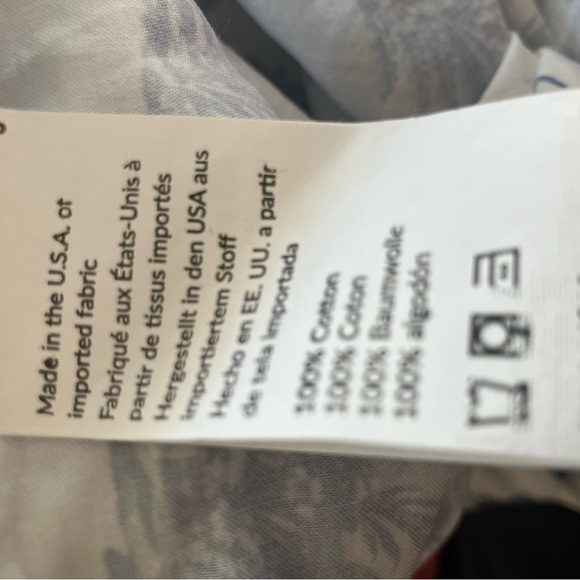 Made in the U.S.A. of
imported fabric
Fabriqué aux États-Unis à
partir de tissus importés
Hergestellt in den USA aus
importiertem Stoff
Hecho en EE. UU. a partir
de tela importada
100% Cotton
100% Coton
100% Baumwolle
100% algodón